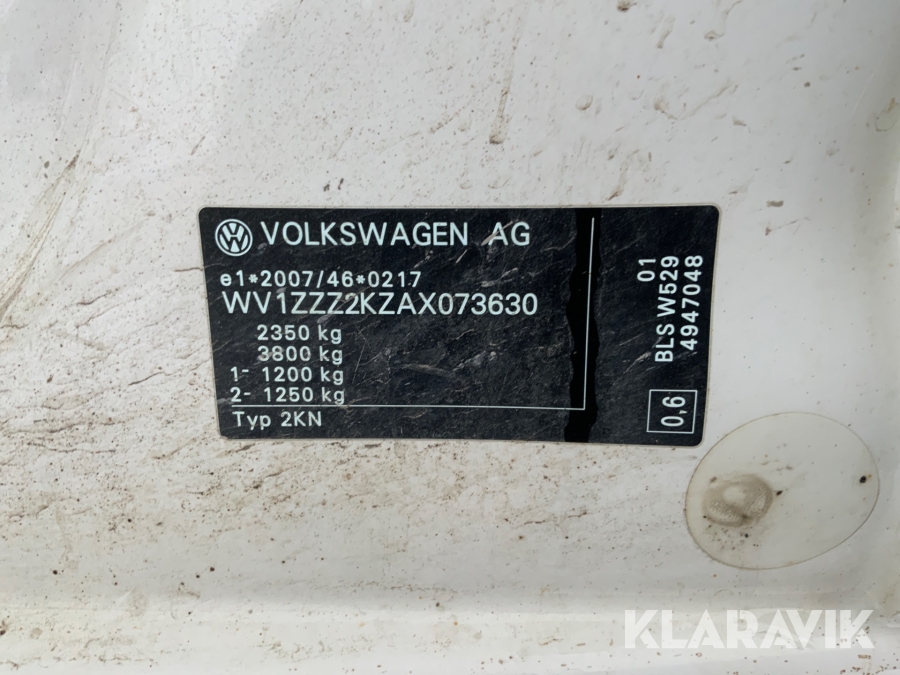 VOLKSWAGEN AG
e1*2007/46*0217
WV1ZZZ2KZAX073630
2350 kg
3800 kg
1- 1200 kg
2- 1250 kg
Typ 2KN
01
BLS W529
4947048
0,6
KLARAVIK